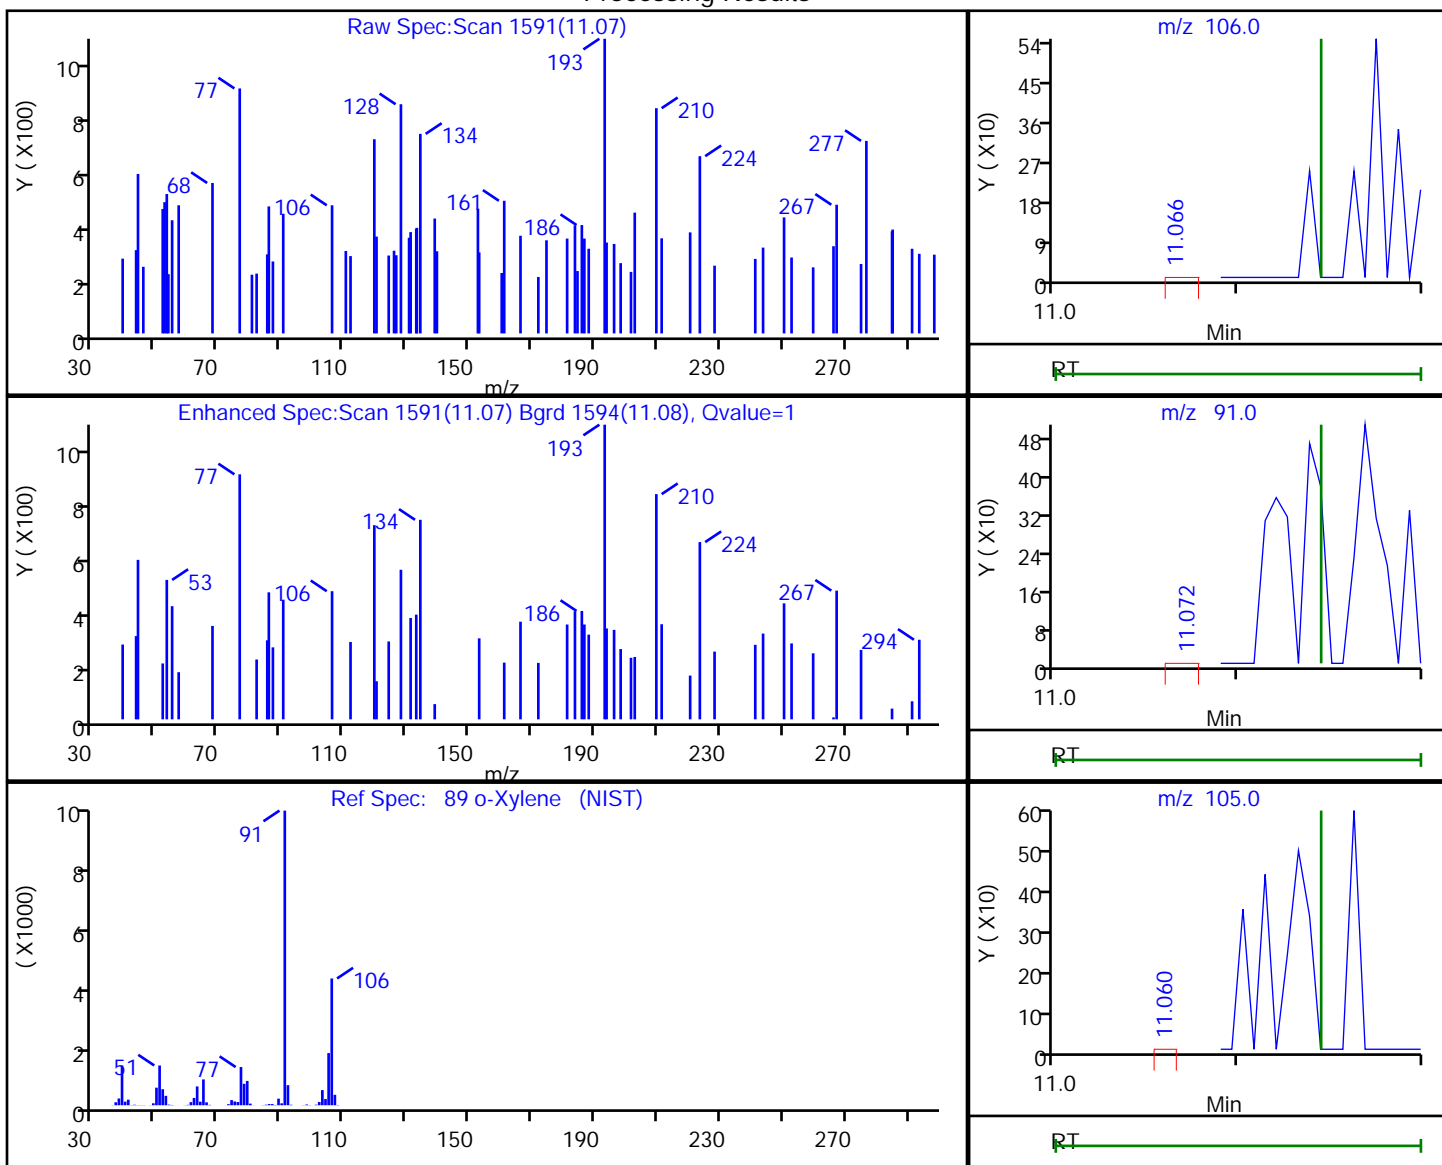 Processing Results
Raw Spec:Scan 1591(11.07)
Y ( X100)
10
8
6
4
2
0
193
77
128
134
210
224
277
68
106
161
186
267
30 70 110 150 190 230 270
m/z
m/z 106.0
Y ( X10)
54
45
36
27
18
9
0
11.066
11.0
Min
RT
Enhanced Spec:Scan 1591(11.07) Bgrd 1594(11.08), Qvalue=1
Y ( X100)
10
8
6
4
2
0
193
77
210
134
224
53
106
267
186
294
30 70 110 150 190 230 270
m/z
m/z 91.0
Y ( X10)
48
40
32
24
16
8
0
11.072
11.0
Min
RT
Ref Spec: 89 o-Xylene (NIST)
( X1000)
10
8
6
4
2
0
91
106
51
77
30 70 110 150 190 230 270
m/z 105.0
Y ( X10)
60
50
40
30
20
10
0
11.060
11.0
Min
RT